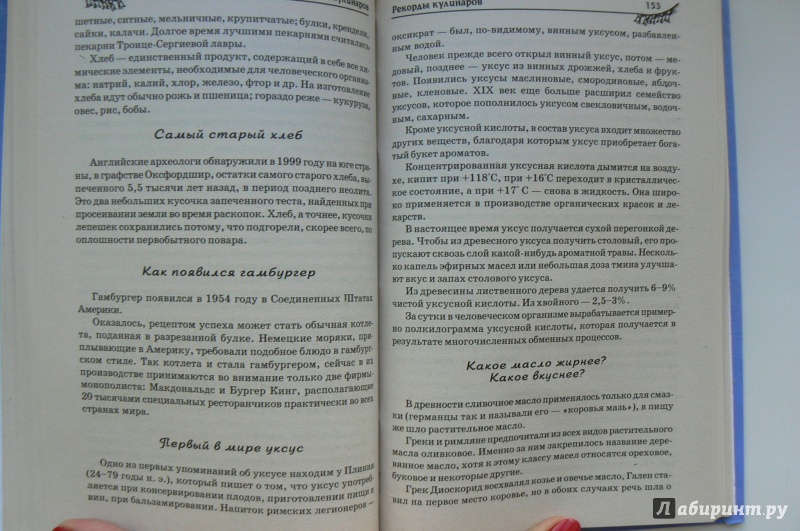 кулинаров
шетные, ситные, мельничные, крупитчатые; булки, крендели,
сайки, калачи. Долгое время лучшими пекарнями считались
пекарни Троице-Сергиевой лавры.
Хлеб — единственный продукт, содержащий в себе все хи-
мические элементы, необходимые для человеческого организ-
ма: натрий, калий, хлор, железо, фтор и др. На изготовление
хлеба идут обычно рожь и пшеница; гораздо реже — кукуруза,
овес, рис, бобы.
Самый старый хлеб
Английские археологи обнаружили в 1999 году на юге стра-
ны, в графстве Оксфордшир, остатки самого старого хлеба, вы-
печенного 5,5 тысячи лет назад, в период позднего неолита.
Это два небольших кусочка запеченного теста, найденных при
просеивании земли во время раскопок. Хлеб, а точнее, кусочки
лепешек сохранились потому, что подгорели, скорее всего, по
оплошности первобытного повара.
Как появился гамбургер
Гамбургер появился в 1954 году в Соединенных Штатах
Америки.
Оказалось, рецептом успеха может стать обычная котле-
та, поданная в разрезанной булке. Немецкие моряки, при-
плывающие в Америку, требовали подобное блюдо в гамбург-
ском стиле. Так котлета и стала гамбургером, сейчас в их
производстве принимаются во внимание только две фирмы-
монополиста: Макдональдс и Бургер Кинг, располагающие
20 тысячами специальных ресторанчиков практически во всех
странах мира.
Первый в мире уксус
Одно из первых упоминаний об уксусе находим у Плиния
(24–79 годы н. э.), который пишет о том, что уксус употреб-
ляется при консервировании плодов, приготовлении пищи и
вин, при бальзамировании. Напиток римских легионеров —
Рекорды кулинаров
153
оксикрат — был, по-видимому, винным уксусом, разбавлен-
ным водой.
Человек прежде всего открыл винный уксус, потом — ме-
довый, позднее — уксус из винных дрожжей, хлеба и фрук-
тов. Появились уксусы маслиновые, смородиновые, яблоч-
ные, кленовые. XIX век еще больше расширил семейство
уксусов, которое пополнилось уксусом свекловичным, водоч-
ным, сахарным.
Кроме уксусной кислоты, в состав уксуса входит множество
других веществ, благодаря которым уксус приобретает бога-
тый букет ароматов.
Концентрированная уксусная кислота дымится на возду-
хе, кипит при +118°С, при +16°С переходит в кристалличе-
ское состояние, а при +17°С — снова в жидкость. Она широ-
ко применяется в производстве органических красок и ле-
карств.
В настоящее время уксус получается сухой перегонкой де-
рева. Чтобы из древесного уксуса получить столовый, его про-
пускают сквозь слой какой-нибудь ароматной травы. Несколь-
ко капель эфирных масел или небольшая доза тмина улучша-
ют вкус и запах столового уксуса.
Из древесины лиственного дерева удается получить 6–9%
чистой уксусной кислоты. Из хвойного — 2,5–3%.
За сутки в человеческом организме вырабатывается пример-
но полкилограмма уксусной кислоты, которая получается в
результате многочисленных обменных процессов.
Какое масло жирнее?
Какое вкуснее?
В древности сливочное масло применялось только для смаз-
ки (германцы так и называли его — «коровья мазь»), в пищу
же шло растительное масло.
Греки и римляне предпочитали из всех видов растительного
масла оливковое. Именно за ним закрепилось название дере-
вянное масло, хотя к этому классу масел относятся ореховое,
буковое и некоторые другие.
Грек Диоскорид восхвалял козье и овечье масло, Гален ста-
вил на первое место коровье, но в обоих случаях речь шла о
Лабиринт.ру